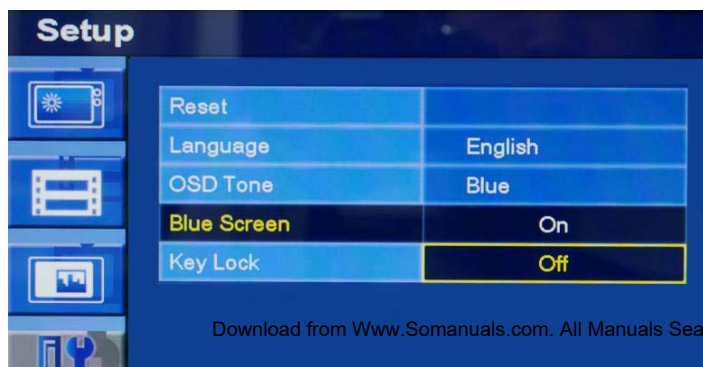 Setup
Reset
Language English
OSD Tone Blue
Blue Screen On
Key Lock Off
Download from Www.Somanuals.com. All Manuals Sea